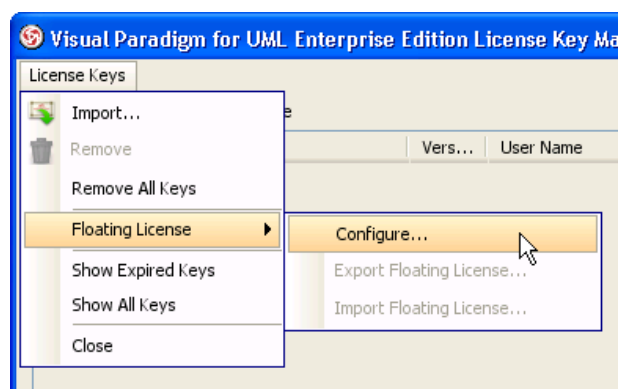 Visual Paradigm for UML Enterprise Edition License Key Ma
License Keys
Import...
e
Remove
Vers... User Name
Remove All Keys
Floating License
Configure...
Show Expired Keys
Export Floating License...
Show All Keys
Import Floating License...
Close